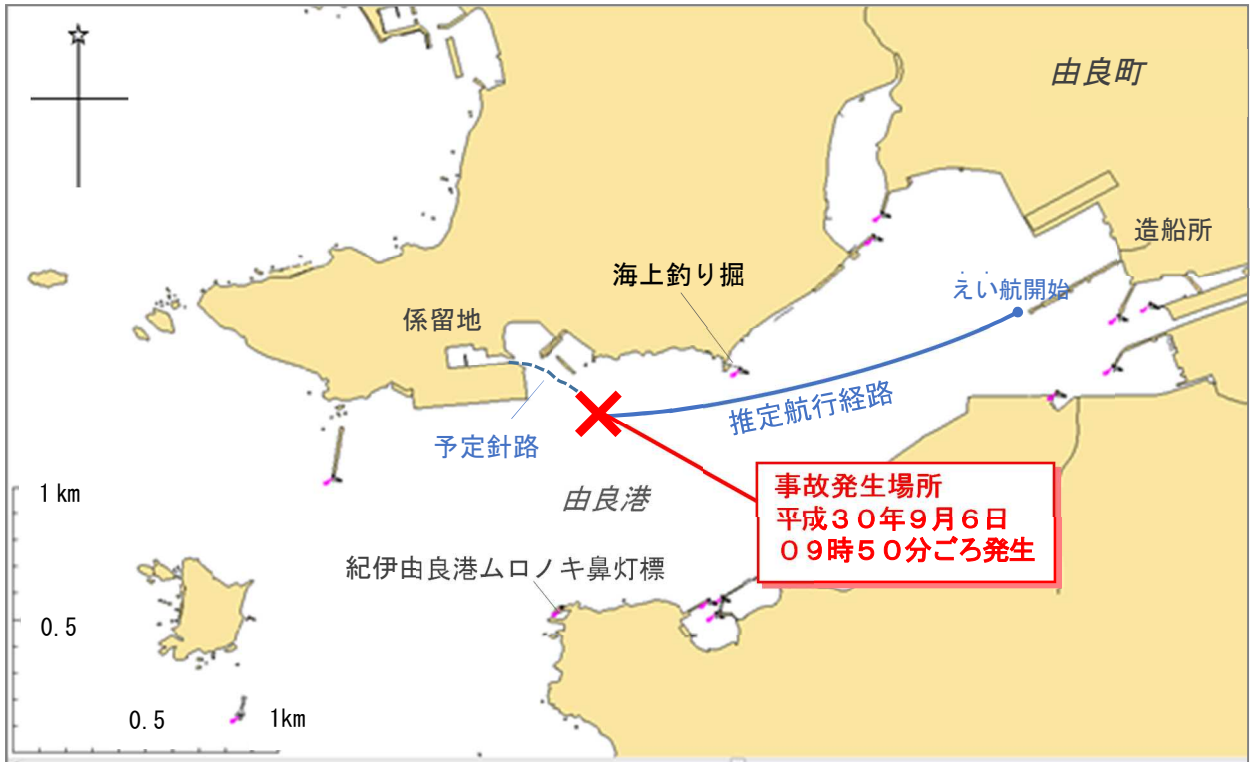 由良町
造船所
海上釣り掘
えい航開始
係留地
推定航行経路
予定針路
事故発生場所
平成30年9月6日
09時50分ごろ発生
1km
由良港
紀伊由良港ムロノキ鼻灯標
0.5
0.5
1km